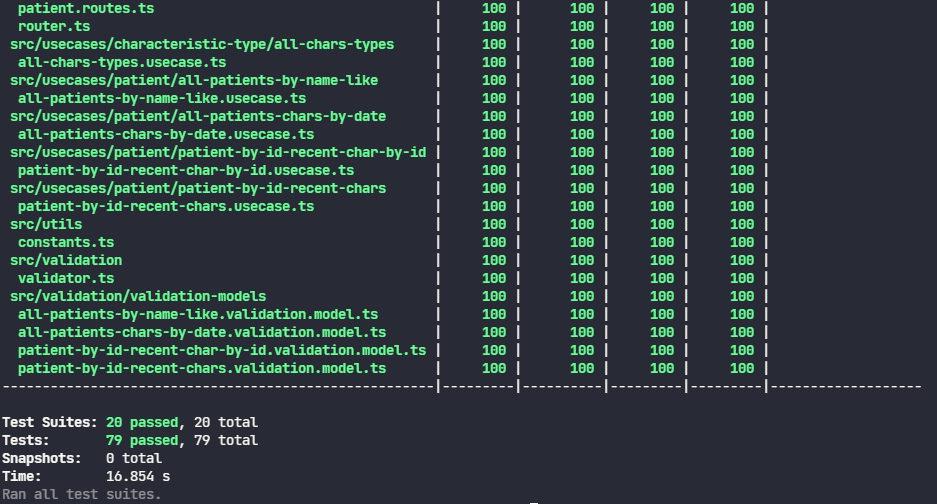 patient.routes.ts | 100 | 100 | 100 | 100 |
router.ts | 100 | 100 | 100 | 100 |
src/usecases/characteristic-type/all-chars-types | 100 | 100 | 100 | 100 |
all-chars-types.usecase.ts | 100 | 100 | 100 | 100 |
src/usecases/patient/all-patients-by-name-like | 100 | 100 | 100 | 100 |
all-patients-by-name-like.usecase.ts | 100 | 100 | 100 | 100 |
src/usecases/patient/all-patients-chars-by-date | 100 | 100 | 100 | 100 |
all-patients-chars-by-date.usecase.ts | 100 | 100 | 100 | 100 |
src/usecases/patient/patient-by-id-recent-char-by-id | 100 | 100 | 100 | 100 |
patient-by-id-recent-char-by-id.usecase.ts | 100 | 100 | 100 | 100 |
src/usecases/patient/patient-by-id-recent-chars | 100 | 100 | 100 | 100 |
patient-by-id-recent-chars.usecase.ts | 100 | 100 | 100 | 100 |
src/utils | 100 | 100 | 100 | 100 |
constants.ts | 100 | 100 | 100 | 100 |
src/validation | 100 | 100 | 100 | 100 |
validator.ts | 100 | 100 | 100 | 100 |
src/validation/validation-models | 100 | 100 | 100 | 100 |
all-patients-by-name-like.validation.model.ts | 100 | 100 | 100 | 100 |
all-patients-chars-by-date.validation.model.ts | 100 | 100 | 100 | 100 |
patient-by-id-recent-char-by-id.validation.model.ts | 100 | 100 | 100 | 100 |
patient-by-id-recent-chars.validation.model.ts | 100 | 100 | 100 | 100 |
------------------------------------------------------|---------|----------|---------|---------|-------------------
Test Suites: 20 passed, 20 total
Tests: 79 passed, 79 total
Snapshots: 0 total
Time: 16.854 s
Ran all test suites.